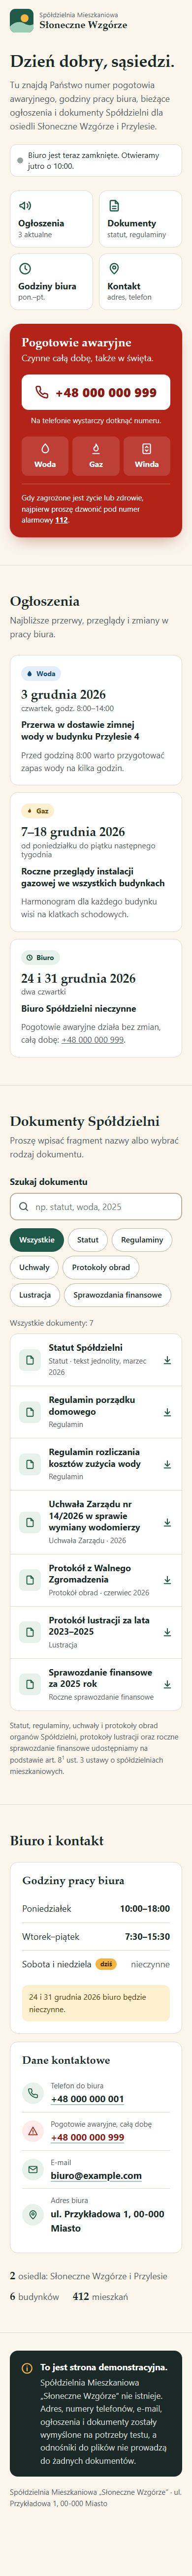 Spółdzielnia Mieszkaniowa
Słoneczne Wzgórze
Dzień dobry, sąsiedzi.
Tu znajdą Państwo numer pogotowia
awaryjnego, godziny pracy biura, bieżące
ogłoszenia i dokumenty Spółdzielni dla
osiedli Słoneczne Wzgórze i Przylesie.
Biuro jest teraz zamknięte. Otwieramy
jutro o 10:00.
Ogłoszenia
3 aktualne
Dokumenty
statut, regulaminy
Godziny biura
pon.–pt.
Kontakt
adres, telefon
Pogotowie awaryjne
Czynne całą dobę, także w święta.
+48 000 000 999
Na telefonie wystarczy dotknąć numeru.
Woda
Gaz
Winda
Gdy zagrożone jest życie lub zdrowie,
najpierw proszę dzwonić pod numer
alarmowy 112.
Ogłoszenia
Najbliższe przerwy, przeglądy i zmiany w
pracy biura.
Woda
3 grudnia 2026
czwartek, godz. 8:00–14:00
Przerwa w dostawie zimnej
wody w budynku Przylesie 4
Przed godziną 8:00 warto przygotować
zapas wody na kilka godzin.
Gaz
7–18 grudnia 2026
od poniedziałku do piątku następnego
tygodnia
Roczne przeglądy instalacji
gazowej we wszystkich budynkach
Harmonogram dla każdego budynku
wisi na klatkach schodowych.
Biuro
24 i 31 grudnia 2026
dwa czwartki
Biuro Spółdzielni nieczynne
Pogotowie awaryjne działa bez zmian,
całą dobę: +48 000 000 999.
Dokumenty Spółdzielni
Proszę wpisać fragment nazwy albo wybrać
rodzaj dokumentu.
Szukaj dokumentu
np. statut, woda, 2025
Wszystkie
Statut
Regulaminy
Uchwały
Protokoły obrad
Lustracja
Sprawozdania finansowe
Wszystkie dokumenty: 7
Statut Spółdzielni
Statut · tekst jednolity, marzec
2026
Regulamin porządku
domowego
Regulamin
Regulamin rozliczania
kosztów zużycia wody
Regulamin
Uchwała Zarządu nr
14/2026 w sprawie
wymiany wodomierzy
Uchwała Zarządu · 2026
Protokół z Walnego
Zgromadzenia
Protokół obrad · czerwiec 2026
Protokół lustracji za lata
2023–2025
Lustracja
Sprawozdanie finansowe
za 2025 rok
Roczne sprawozdanie finansowe
Statut, regulaminy, uchwały i protokoły obrad
organów Spółdzielni, protokoły lustracji oraz roczne
sprawozdanie finansowe udostępniamy na
podstawie art. 8¹ ust. 3 ustawy o spółdzielniach
mieszkaniowych.
Biuro i kontakt
Godziny pracy biura
Poniedziałek 10:00–18:00
Wtorek–piątek 7:30–15:30
Sobota i niedziela dziś nieczynne
24 i 31 grudnia 2026 biuro będzie
nieczynne.
Dane kontaktowe
Telefon do biura
+48 000 000 001
Pogotowie awaryjne, całą dobę
+48 000 000 999
E-mail
biuro@example.com
Adres biura
ul. Przykładowa 1, 00-000
Miasto
2 osiedla: Słoneczne Wzgórze i Przylesie
6 budynków 412 mieszkań
To jest strona demonstracyjna.
Spółdzielnia Mieszkaniowa
„Słoneczne Wzgórze” nie istnieje.
Adres, numery telefonów, e-mail,
ogłoszenia i dokumenty zostały
wymyślone na potrzeby testu, a
odnośniki do plików nie prowadzą
do żadnych dokumentów.
Spółdzielnia Mieszkaniowa „Słoneczne Wzgórze” · ul.
Przykładowa 1, 00-000 Miasto